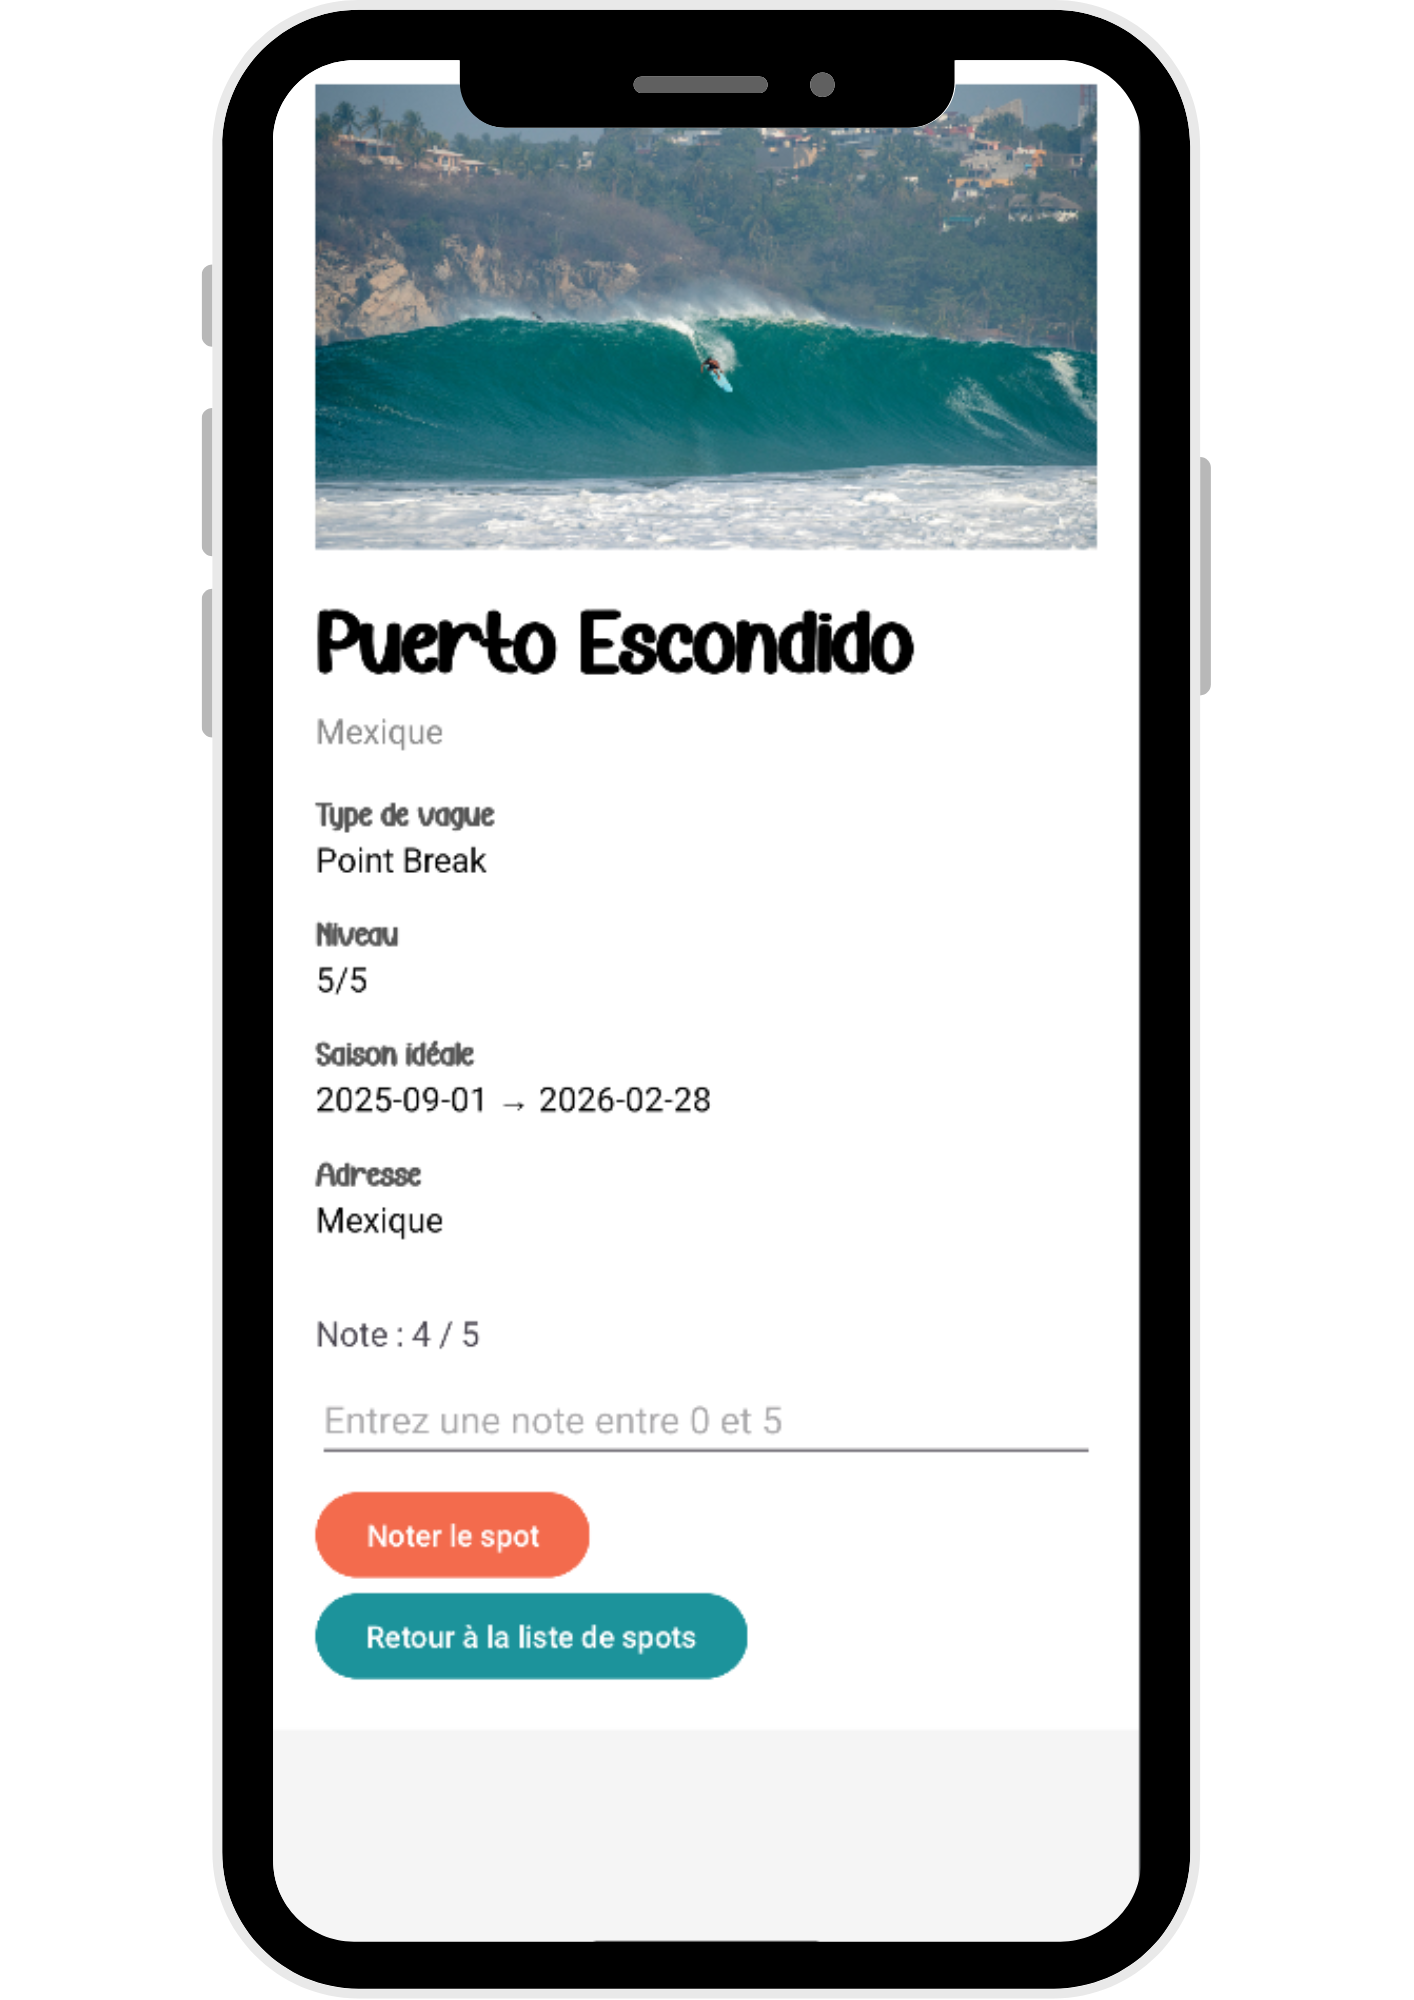 Puerto Escondido
Mexique
Type de vague
Point Break
Niveau
5/5
Saison idéale
2025-09-01 → 2026-02-28
Adresse
Mexique
Note : 4 / 5
Entrez une note entre 0 et 5
Noter le spot
Retour à la liste de spots